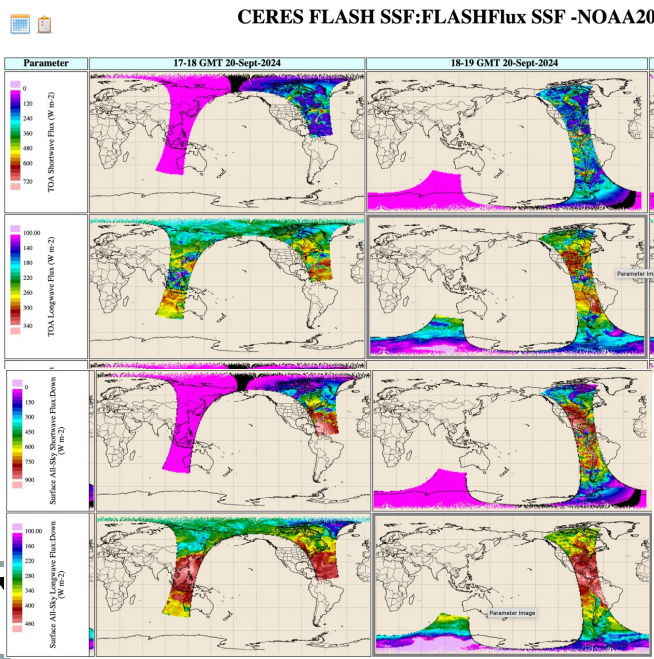 CERES FLASH SSF:FLASHFlux SSF -NOAA20
Parameter
17-18 GMT 20-Sept-2024
18-19 GMT 20-Sept-2024
TOA Shortwave Flux (W m-2)
0
120
240
360
480
600
720
TOA Longwave Flux (W m-2)
100.00
140
180
220
260
300
340
Parameter Im
Surface All-Sky Shortwave Flux:Down
(W m-2)
0
150
300
450
600
750
900
Surface All-Sky Longwave Flux:Down
(W m-2)
100.00
160
220
280
340
400
460
Parameter Image